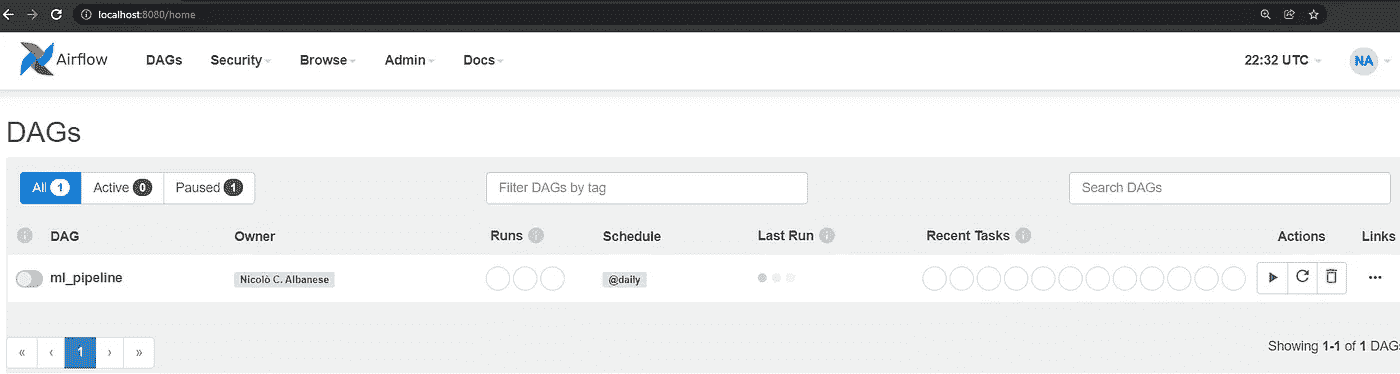 localhost:8080/home
Airflow DAGs Security Browse Admin Docs 22:32 UTC NA
DAGs
All 1 Active 0 Paused 1 Filter DAGs by tag Search DAGs
DAG Owner Runs Schedule Last Run Recent Tasks Actions Links
ml_pipeline Nicolò C. Albanese @daily
« ‹ 1 › » Showing 1-1 of 1 DAGs